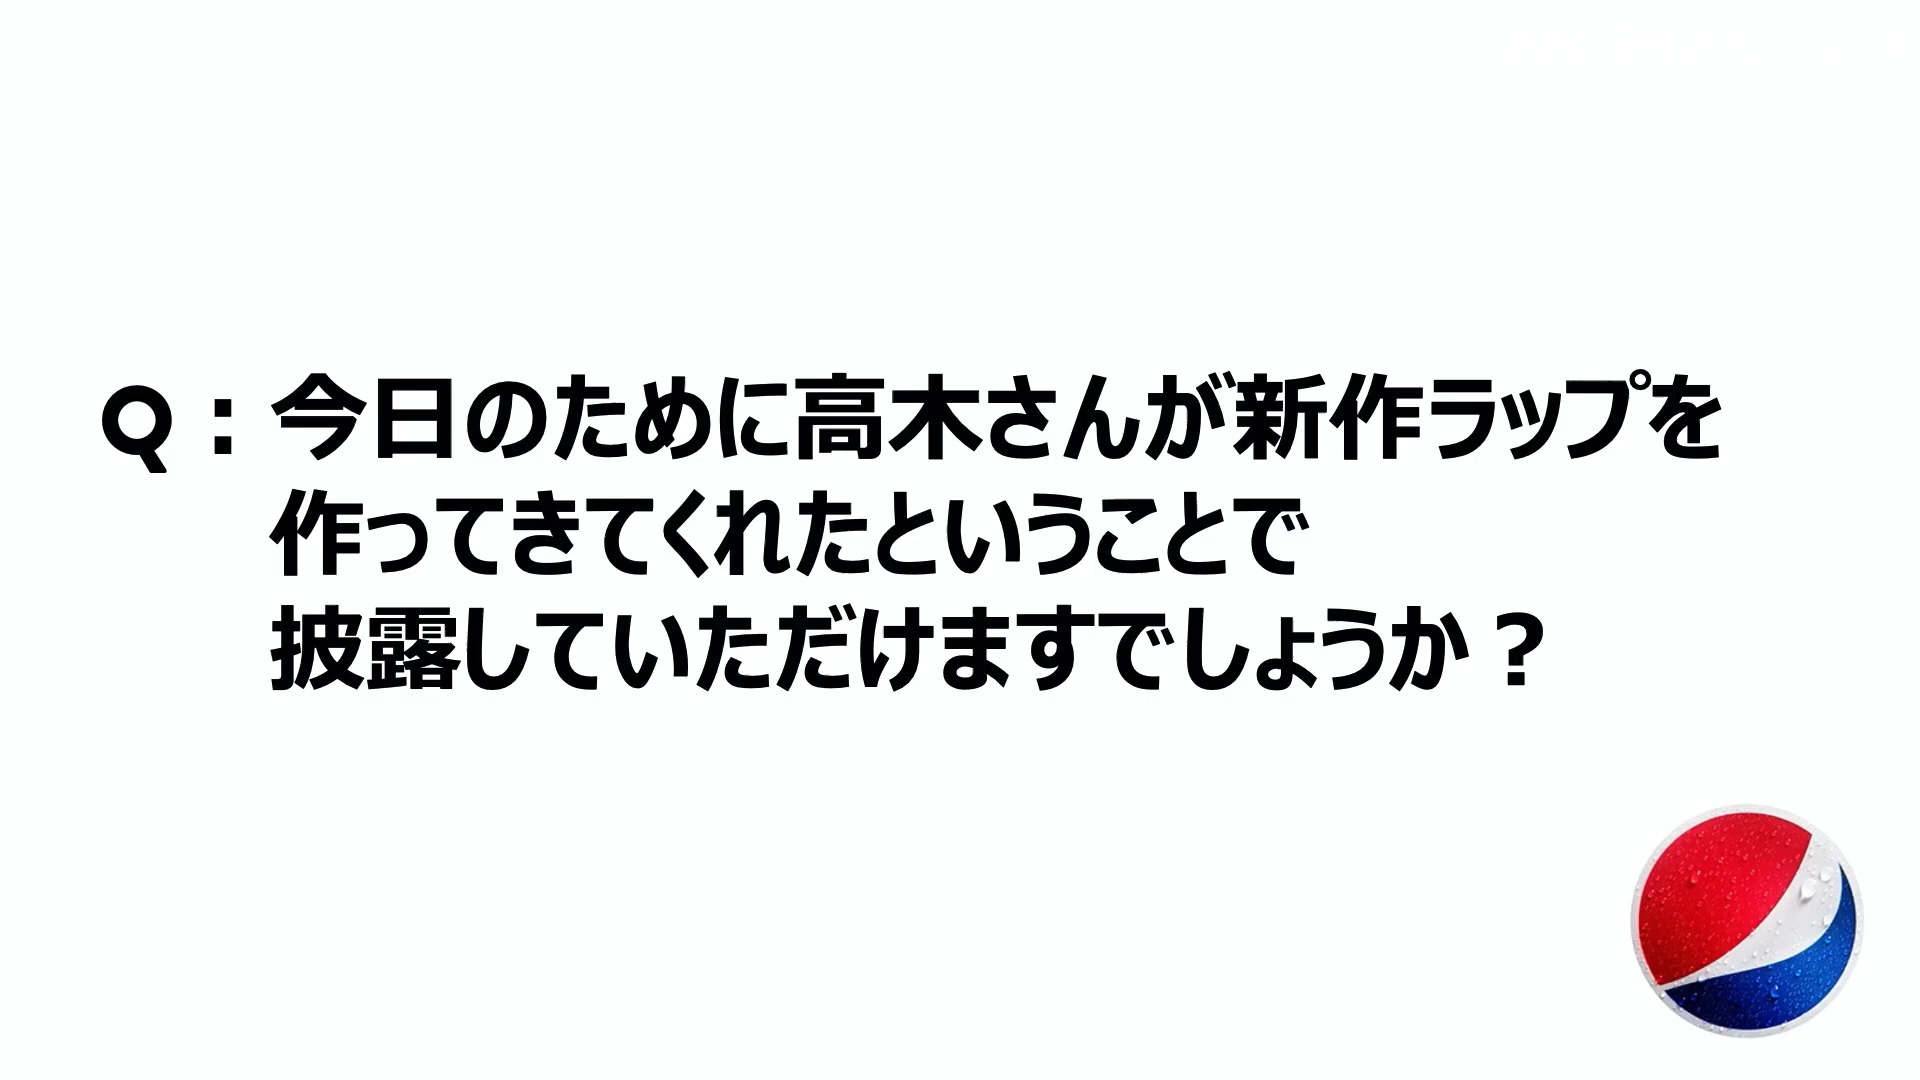 Q：今日のために高木さんが新作ラップを
作ってきてくれたということで
披露していただけますでしょうか？